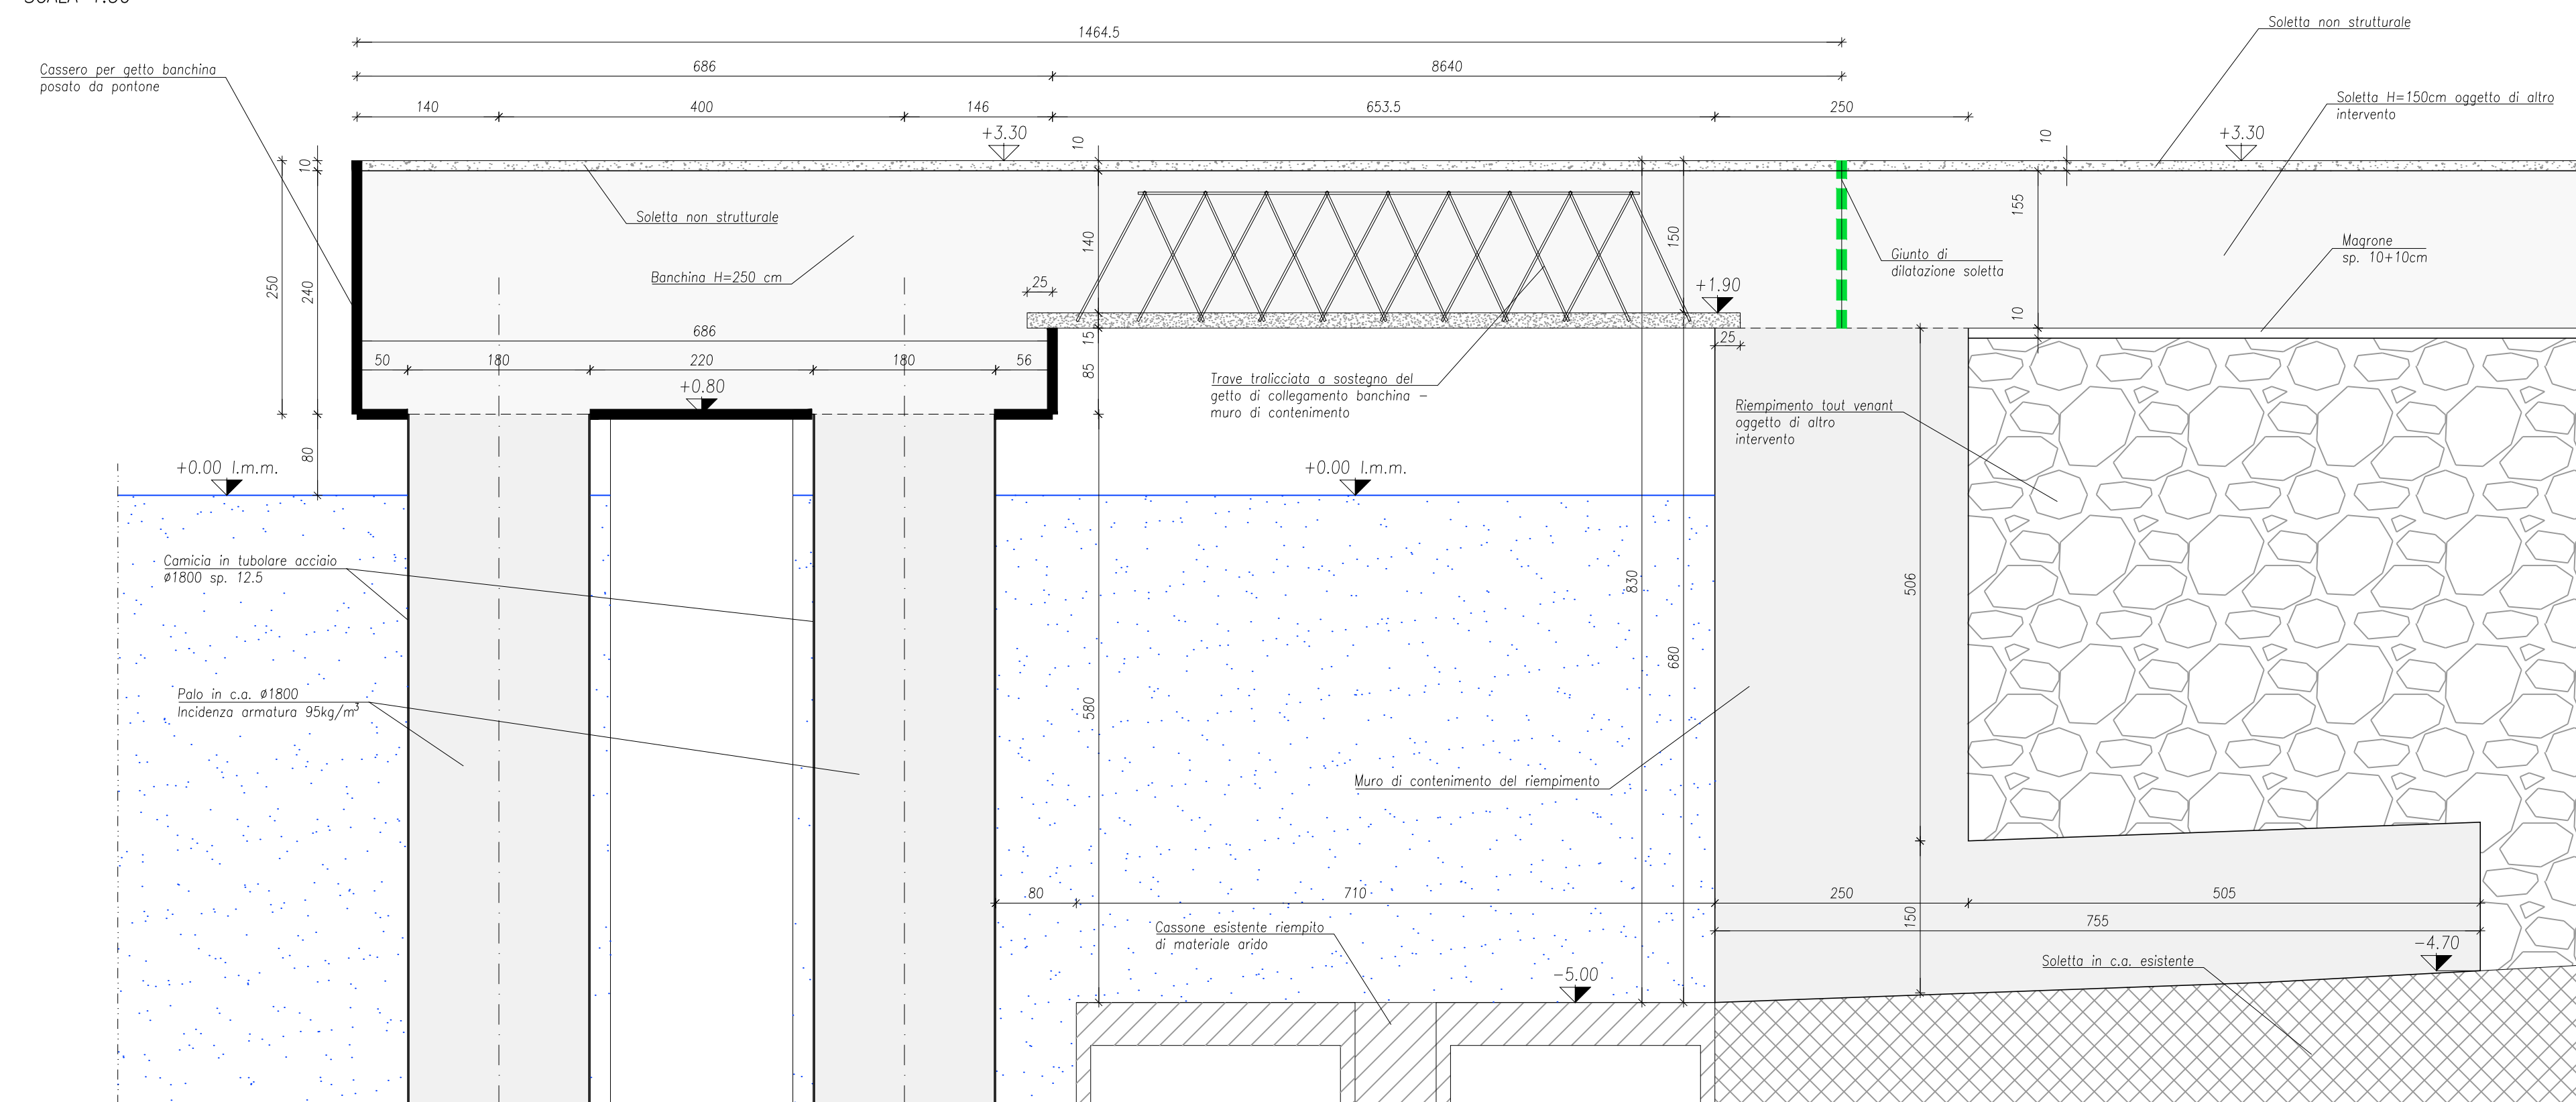 1464.5
Soletta non strutturale
686
8640
Cassero per getto banchina
posato da pontone
140
400
146
653.5
250
Soletta H=150cm oggetto di altro
intervento
+3.30
10
10
+3.30
10
Soletta non strutturale
155
250
240
140
150
Banchina H=250 cm
Giunto di
dilatazione soletta
Magrone
sp. 10+10cm
25
+1.90
10
686
15
25
50
180
220
180
56
85
+0.80
Trave tralicciata a sostegno del
getto di collegamento banchina –
muro di contenimento
Riempimento tout venant
oggetto di altro
intervento
80
+0.00 l.m.m.
+0.00 l.m.m.
Camicia in tubolare acciaio
Ø1800 sp. 12.5
830
506
680
Palo in c.a. Ø1800
Incidenza armatura 95kg/m³
580
Muro di contenimento del riempimento
80
710
250
505
150
755
Cassone esistente riempito
di materiale arido
-5.00
-4.70
Soletta in c.a. esistente